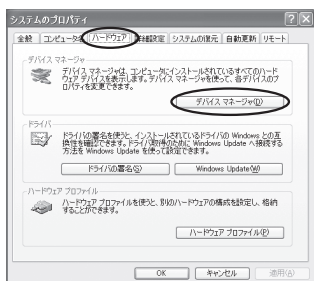 システムのプロパティ
全般 コンピュータ名 ハードウェア 詳細設定 システムの復元 自動更新 リモート
デバイス マネージャ
デバイス マネージャは、コンピュータにインストールされているすべてのハード
ウェア デバイスを表示します。デバイス マネージャを使って、各デバイスのプ
ロパティを変更できます。
デバイス マネージャ(D)
ドライバ
ドライバの署名を使うと、インストールされているドライバの Windows との互
換性を確認できます。ドライバ取得のために Windows Update へ接続する
方法を Windows Update を使って設定できます。
ドライバの署名(S) Windows Update(W)
ハードウェア プロファイル
ハードウェア プロファイルを使うと、別のハードウェアの構成を設定し、格納
することができます。
ハードウェア プロファイル(P)
OK キャンセル 適用(A)